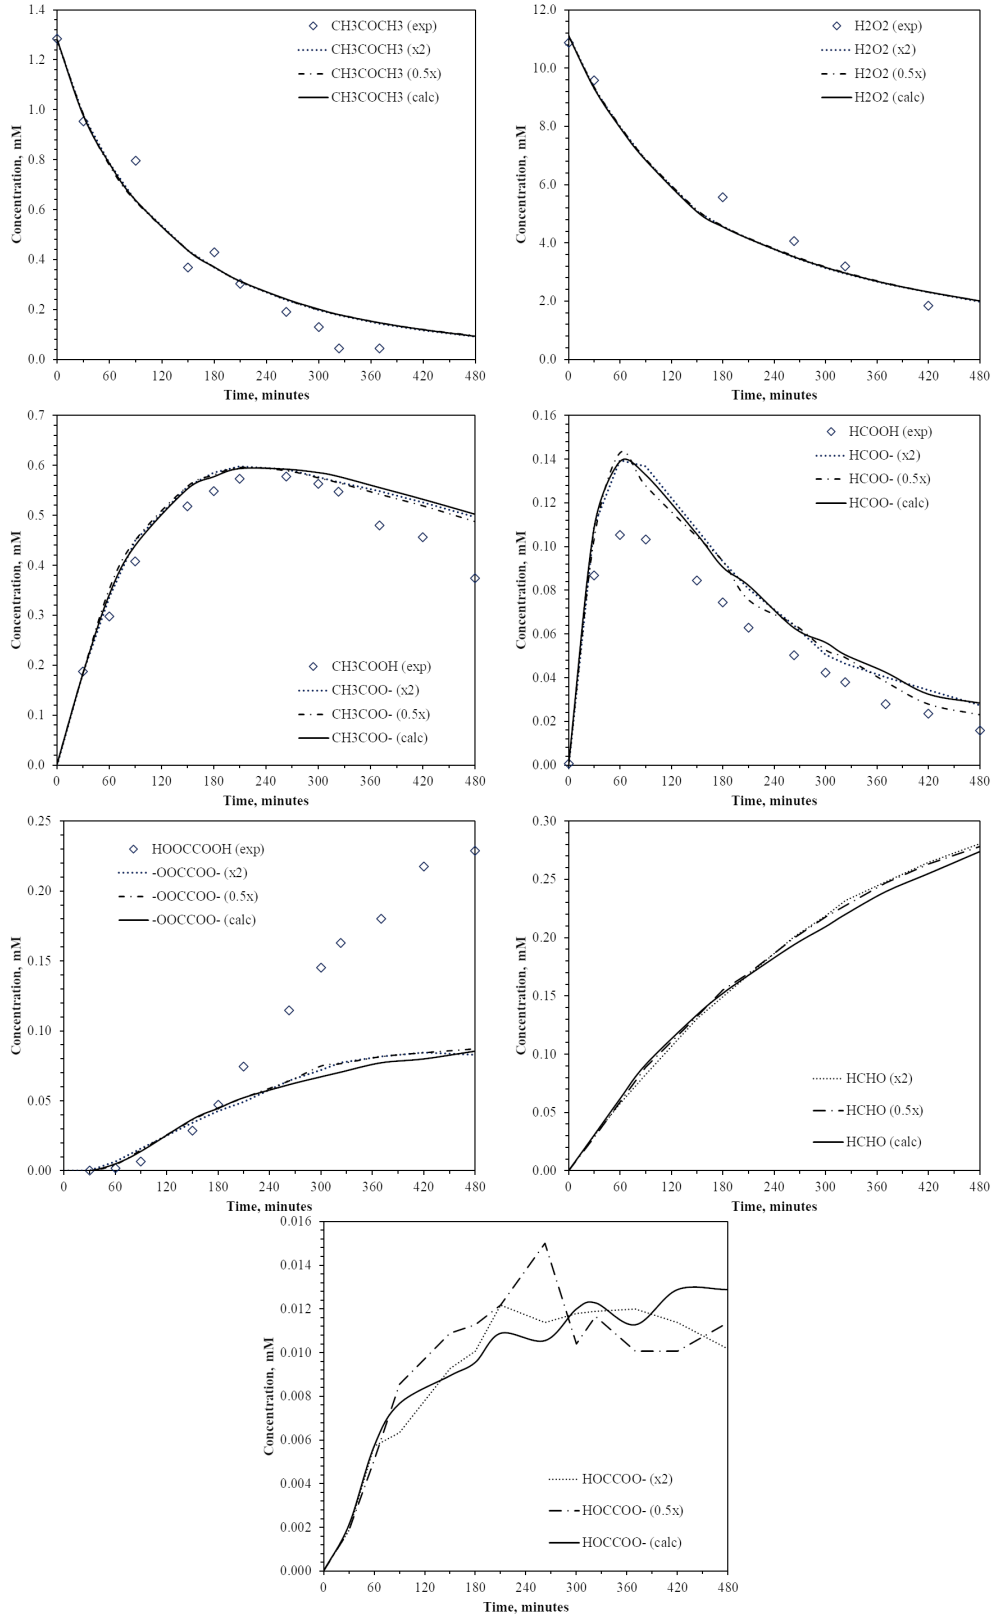 1.4
1.2
1.0
0.8
0.6
0.4
0.2
0.0
Concentration, mM
CH3COCH3 (exp)
CH3COCH3 (x2)
CH3COCH3 (0.5x)
CH3COCH3 (calc)
0 60 120 180 240 300 360 420 480
Time, minutes
12.0
10.0
8.0
6.0
4.0
2.0
0.0
Concentration, mM
H2O2 (exp)
H2O2 (x2)
H2O2 (0.5x)
H2O2 (calc)
0 60 120 180 240 300 360 420 480
Time, minutes
0.7
0.6
0.5
0.4
0.3
0.2
0.1
0.0
Concentration, mM
CH3COOH (exp)
CH3COO- (x2)
CH3COO- (0.5x)
CH3COO- (calc)
0 60 120 180 240 300 360 420 480
Time, minutes
0.16
0.14
0.12
0.10
0.08
0.06
0.04
0.02
0.00
Concentration, mM
HCOOH (exp)
HCOO- (x2)
HCOO- (0.5x)
HCOO- (calc)
0 60 120 180 240 300 360 420 480
Time, minutes
0.25
0.20
0.15
0.10
0.05
0.00
Concentration, mM
HOOCCOOH (exp)
-OOCCOO- (x2)
-OOCCOO- (0.5x)
-OOCCOO- (calc)
0 60 120 180 240 300 360 420 480
Time, minutes
0.30
0.25
0.20
0.15
0.10
0.05
0.00
Concentration, mM
HCHO (x2)
HCHO (0.5x)
HCHO (calc)
0 60 120 180 240 300 360 420 480
Time, minutes
0.016
0.014
0.012
0.010
0.008
0.006
0.004
0.002
0.000
Concentration, mM
HOCCOO- (x2)
HOCCOO- (0.5x)
HOCCOO- (calc)
0 60 120 180 240 300 360 420 480
Time, minutes